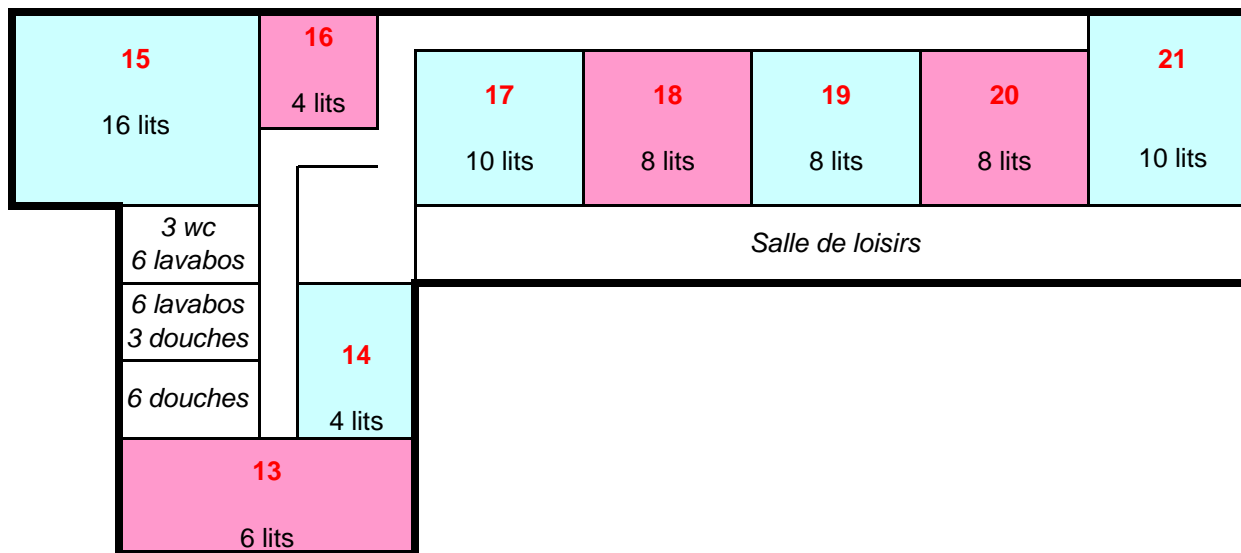 15
16 lits
16
4 lits
17
10 lits
18
8 lits
19
8 lits
20
8 lits
21
10 lits
3 wc
6 lavabos
Salle de loisirs
6 lavabos
3 douches
14
4 lits
6 douches
13
6 lits